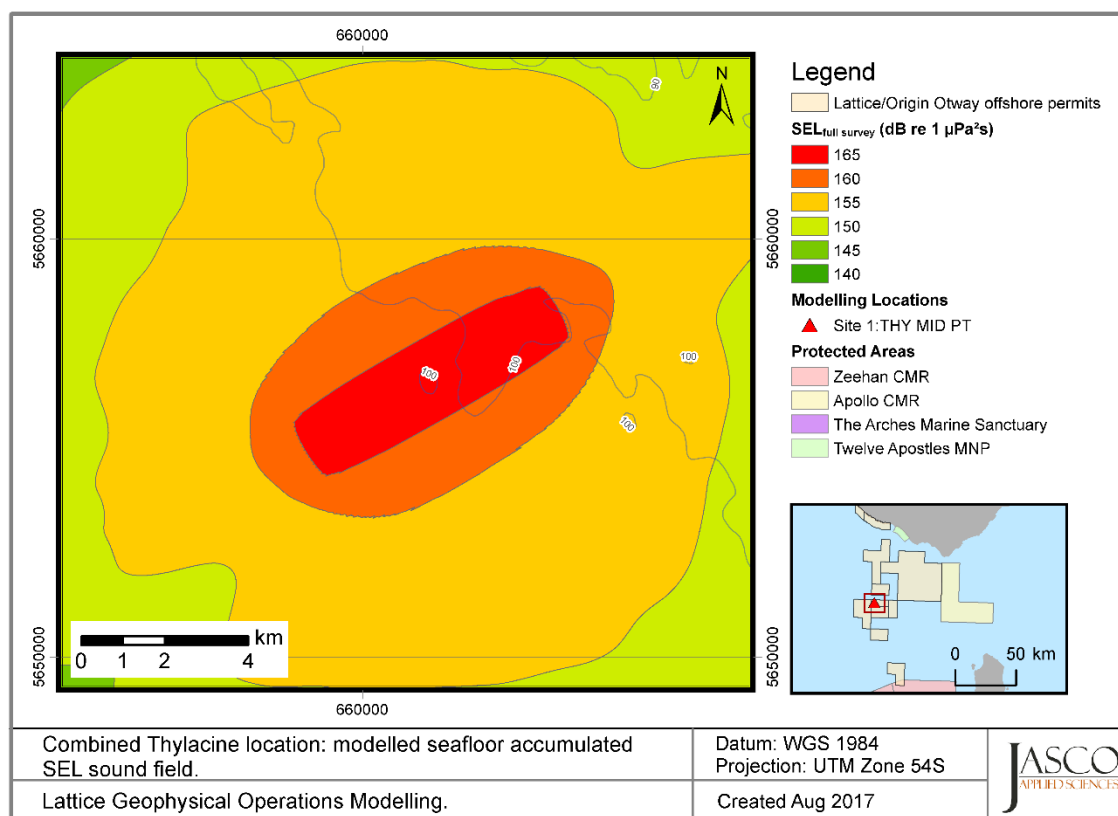 660000
N
90
5660000
5660000
100
100
100
100
km
0 1 2 4
5650000
5650000
660000
Legend
Lattice/Origin Otway offshore permits
SELfull survey (dB re 1 µPa²s)
165
160
155
150
145
140
Modelling Locations
Site 1:THY MID PT
Protected Areas
Zeehan CMR
Apollo CMR
The Arches Marine Sanctuary
Twelve Apostles MNP
0 50 km
Combined Thylacine location: modelled seafloor accumulated
SEL sound field.
Lattice Geophysical Operations Modelling.
Datum: WGS 1984
Projection: UTM Zone 54S
Created Aug 2017
JASCO
APPLIED SCIENCES